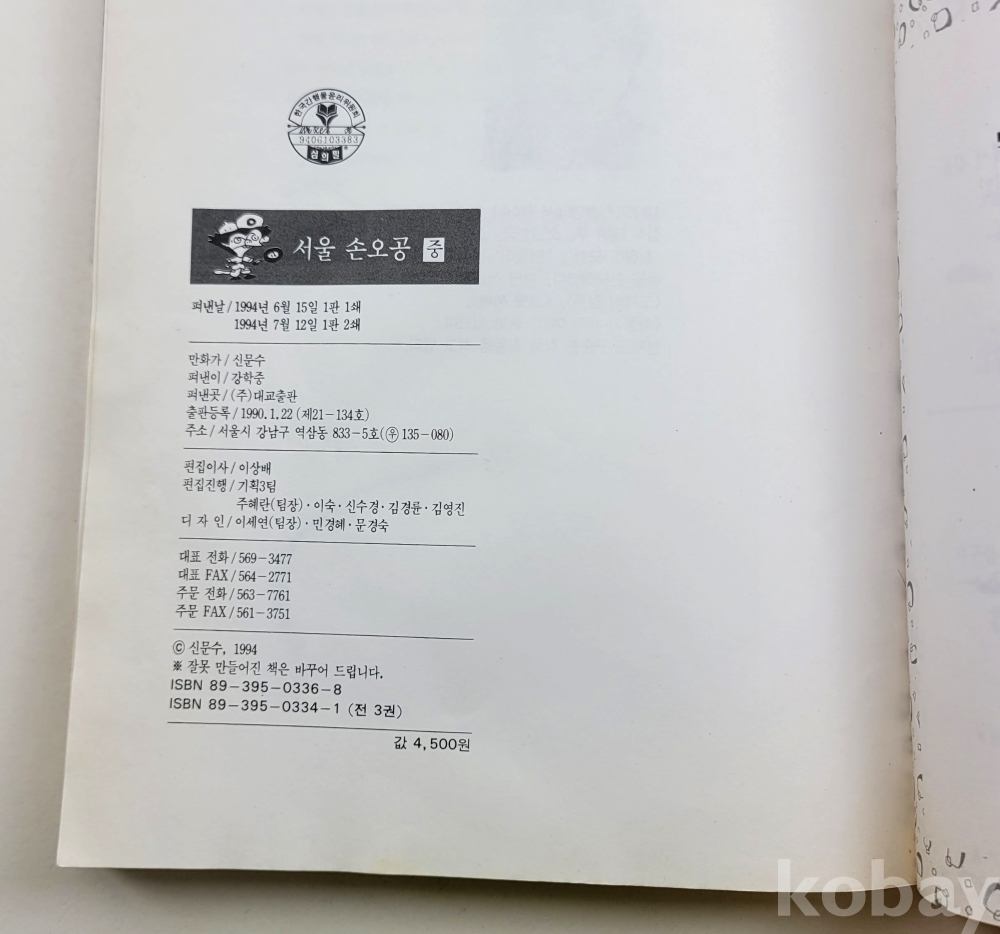 한국간행물윤리위원회
9406103383
심의필
서울 손오공 중
펴낸날/1994년 6월 15일 1판 1쇄
1994년 7월 12일 1판 2쇄
만화가/신문수
펴낸이/강학중
펴낸곳/(주)대교출판
출판등록/1990.1.22 (제21-134호)
주소/서울시 강남구 역삼동 833-5호(㉾135-080)
편집이사/이상배
편집진행/기획3팀
주혜란(팀장)·이숙·신수경·김경륜·김영진
디 자 인/이세연(팀장)·민경혜·문경숙
대표 전화/569-3477
대표 FAX/564-2771
주문 전화/563-7761
주문 FAX/561-3751
ⓒ 신문수, 1994
※ 잘못 만들어진 책은 바꾸어 드립니다.
ISBN 89-395-0336-8
ISBN 89-395-0334-1 (전 3권)
값 4,500원
kobay